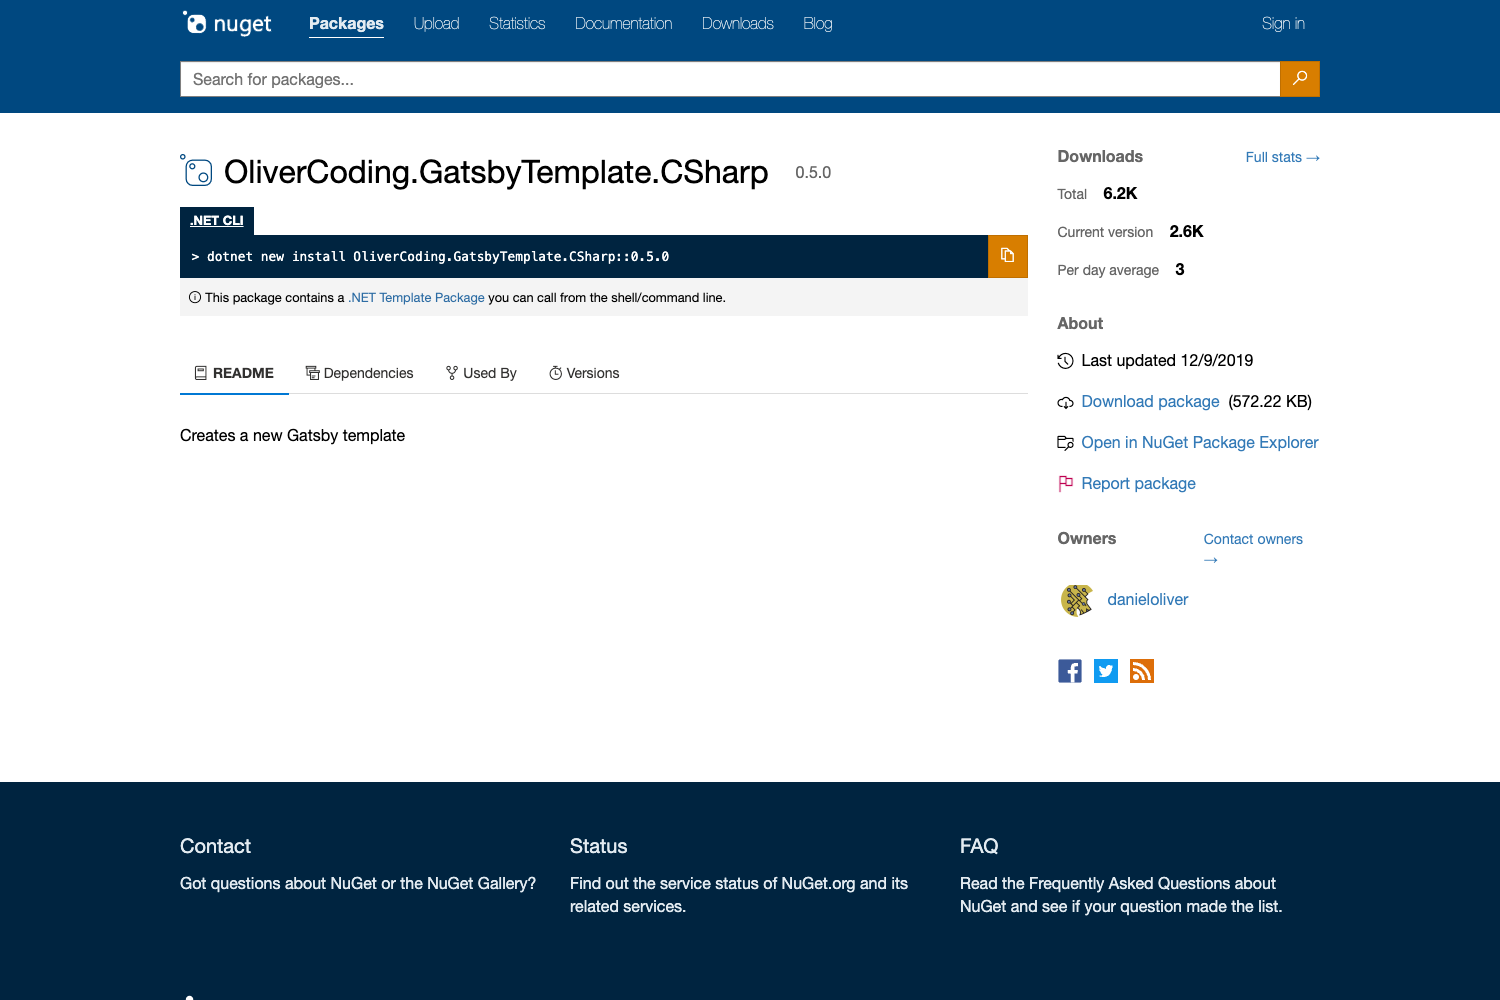 nuget
Packages
Upload
Statistics
Documentation
Downloads
Blog
Sign in
Search for packages...
OliverCoding.GatsbyTemplate.CSharp 0.5.0
.NET CLI
> dotnet new install OliverCoding.GatsbyTemplate.CSharp::0.5.0
This package contains a .NET Template Package you can call from the shell/command line.
README
Dependencies
Used By
Versions
Creates a new Gatsby template
Downloads
Full stats →
Total 6.2K
Current version 2.6K
Per day average 3
About
Last updated 12/9/2019
Download package (572.22 KB)
Open in NuGet Package Explorer
Report package
Owners
Contact owners
→
danieloliver
Contact
Got questions about NuGet or the NuGet Gallery?
Status
Find out the service status of NuGet.org and its
related services.
FAQ
Read the Frequently Asked Questions about
NuGet and see if your question made the list.